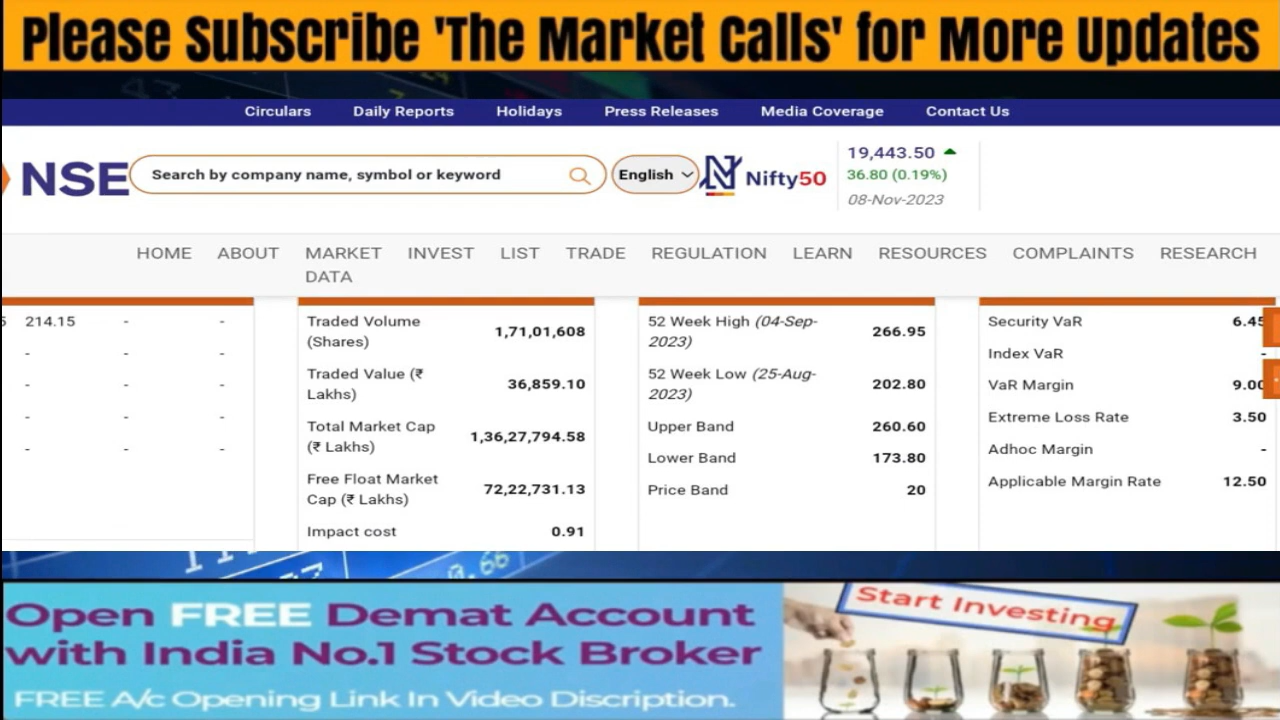 Please Subscribe 'The Market Calls' for More Updates
Circulars Daily Reports Holidays Press Releases Media Coverage Contact Us
NSE
Search by company name, symbol or keyword
English
Nifty50
19,443.50
36.80 (0.19%)
08-Nov-2023
HOME ABOUT MARKET DATA INVEST LIST TRADE REGULATION LEARN RESOURCES COMPLAINTS RESEARCH
214.15 - -
- - -
- - -
- - -
- - -
Traded Volume (Shares) 1,71,01,608
Traded Value (₹ Lakhs) 36,859.10
Total Market Cap (₹ Lakhs) 1,36,27,794.58
Free Float Market Cap (₹ Lakhs) 72,22,731.13
Impact cost 0.91
52 Week High (04-Sep-2023) 266.95
52 Week Low (25-Aug-2023) 202.80
Upper Band 260.60
Lower Band 173.80
Price Band 20
Security VaR 6.45
Index VaR -
VaR Margin 9.00
Extreme Loss Rate 3.50
Adhoc Margin -
Applicable Margin Rate 12.50
0.66
Open FREE Demat Account
with India No.1 Stock Broker
FREE A/c Opening Link In Video Discription.
Start Investing